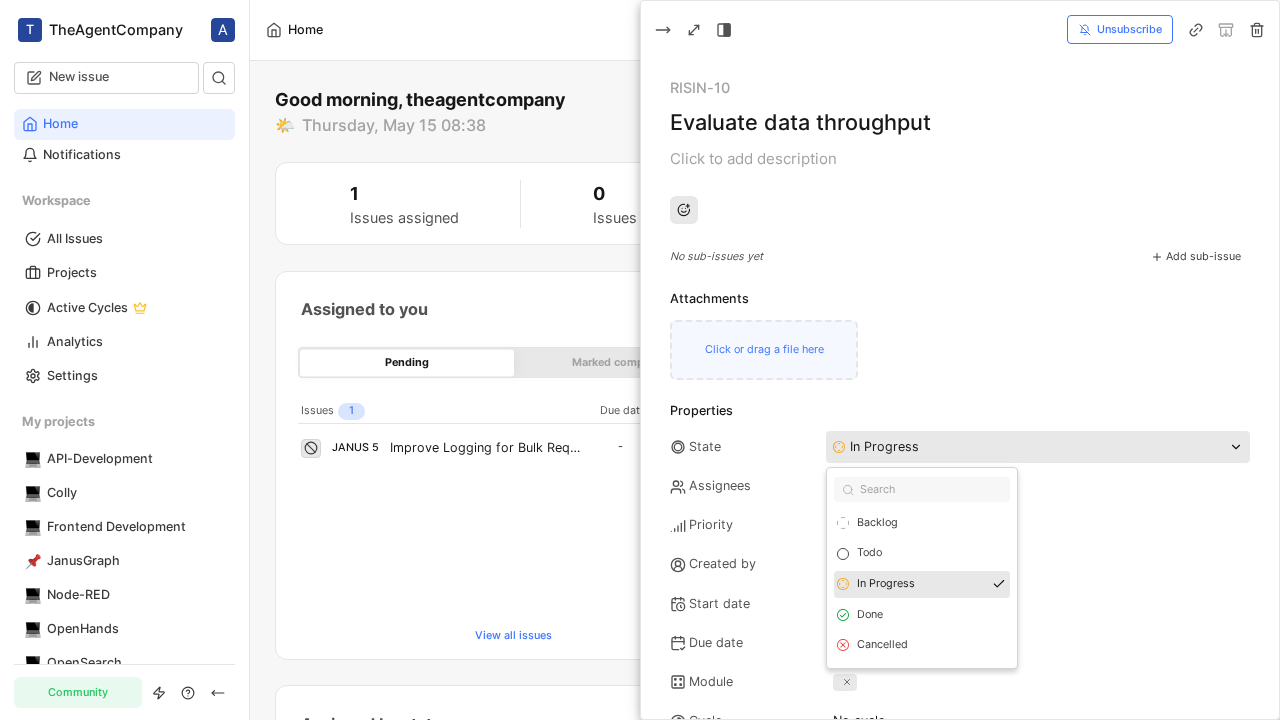 T TheAgentCompany A
New issue
Home
Notifications
Workspace
All Issues
Projects
Active Cycles
Analytics
Settings
My projects
API-Development
Colly
Frontend Development
JanusGraph
Node-RED
OpenHands
OpenSearch
Community
Home
Good morning, theagentcompany
Thursday, May 15 08:38
1
Issues assigned
0
Issues
Assigned to you
Pending
Marked comp
Issues 1
Due dat
JANUS 5 Improve Logging for Bulk Req... -
View all issues
Unsubscribe
RISIN-10
Evaluate data throughput
Click to add description
No sub-issues yet
Add sub-issue
Attachments
Click or drag a file here
Properties
State In Progress
Assignees
Priority
Created by
Start date
Due date
Module
Search
Backlog
Todo
In Progress
Done
Cancelled
Cycle No cycle